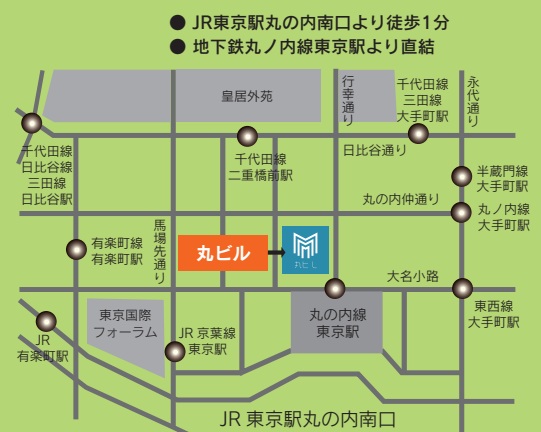 ● JR東京駅丸の内南口より徒歩1分
● 地下鉄丸ノ内線東京駅より直結
皇居外苑
行幸通り
千代田線
三田線
大手町駅
永代通り
千代田線
日比谷線
三田線
日比谷駅
千代田線
二重橋前駅
日比谷通り
半蔵門線
大手町駅
丸の内仲通り
丸ノ内線
大手町駅
有楽町線
有楽町駅
馬場先通り
丸ビル
丸ビル
大名小路
東京国際
フォーラム
丸の内線
東京駅
東西線
大手町駅
JR
有楽町駅
JR 京葉線
東京駅
JR 東京駅丸の内南口